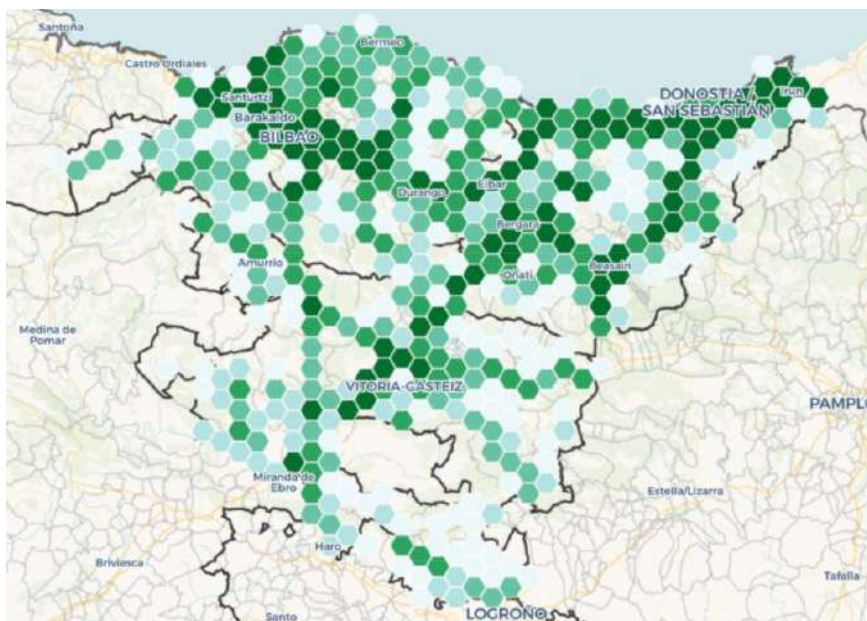 Santoña
Bermeo
Castro Urdiales
DONOSTIA
SAN SEBASTIÁN
Irun
Santurtzi
Barakaldo
BILBAO
Durango
Eibar
Bergara
Amurrio
Oñati
Beasain
Medina de
Pomar
VITORIA-GASTEIZ
PAMPL
Miranda de
Ebro
Estella/Lizarra
Briviesca
Haro
Tafalla
Santo
LOGROÑO